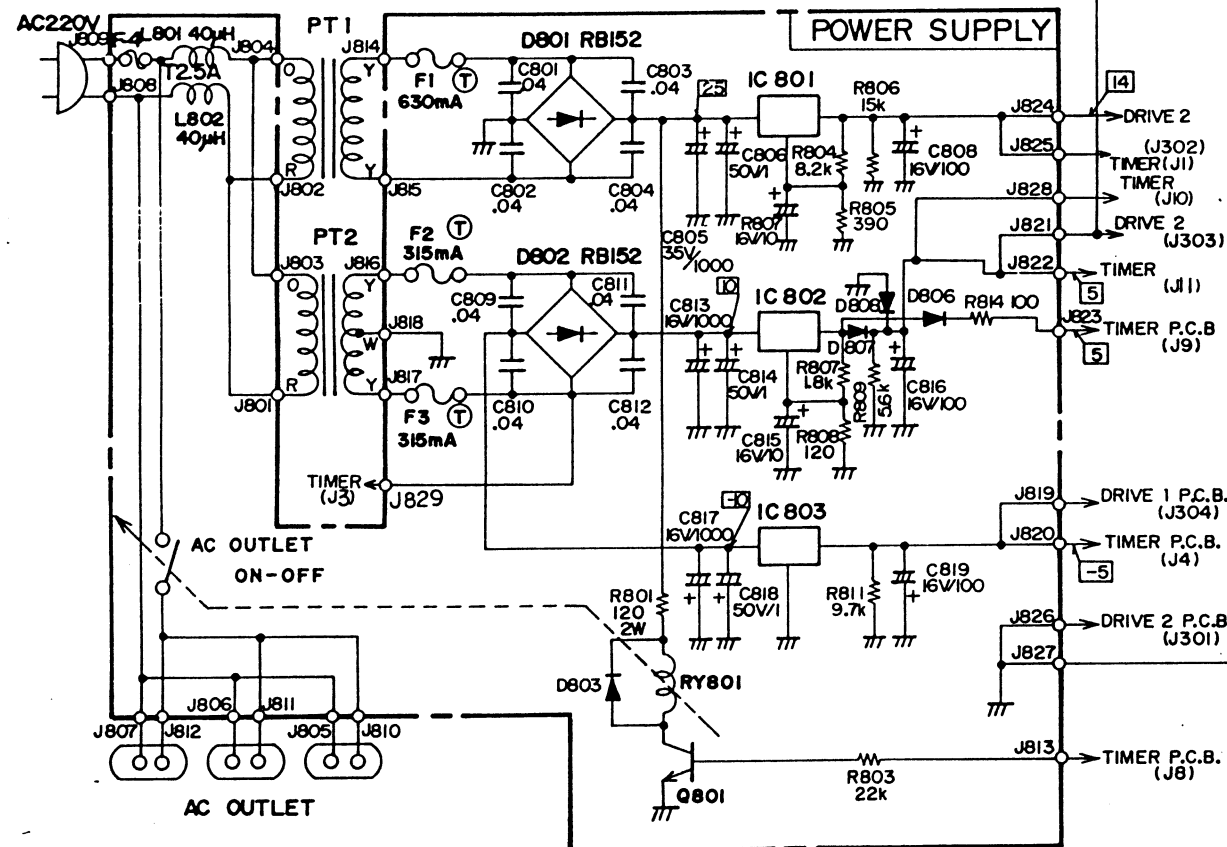 AC220V
J809
F-4
L801 40µH
J804
PT1
J814
D801 RB152
POWER SUPPLY
T2.5A
J808
L802
40µH
O
R
J802
Y
Y
J815
F1
T
630mA
C801
.04
C803
.04
C802
.04
C804
.04
25
IC 801
R806
15k
C806
50V/1
R804
8.2k
C808
16V/100
R807
16V/10
R805
390
C805
35V/
1000
J824
14
DRIVE 2
(J302)
J825
TIMER(J1)
J828
TIMER
(J10)
J821
DRIVE 2
(J303)
J822
TIMER
(J11)
5
J823
TIMER P.C.B
(J9)
5
PT2
J803
J816
F2
T
315mA
D802 RB152
C809
.04
C811
.04
O
Y
J818
W
R
Y
J817
J801
F3
T
315mA
C810
.04
C812
.04
C813
16V/1000
10
IC 802
D808
D806
R814 100
D807
C814
50V/1
R807
1.8k
R809
5.6k
C816
16V/100
C815
16V/10
R808
120
TIMER
(J3)
J829
C817
16V/1000
-10
IC 803
C818
50V/1
R811
9.7k
C819
16V/100
J819
DRIVE 1 P.C.B.
(J304)
J820
TIMER P.C.B.
(J4)
-5
J826
DRIVE 2 P.C.B
(J301)
J827
AC OUTLET
ON-OFF
R801
120
2W
D803
RY801
Q801
R803
22k
J813
TIMER P.C.B.
(J8)
J807
J812
J806
J811
J805
J810
AC OUTLET